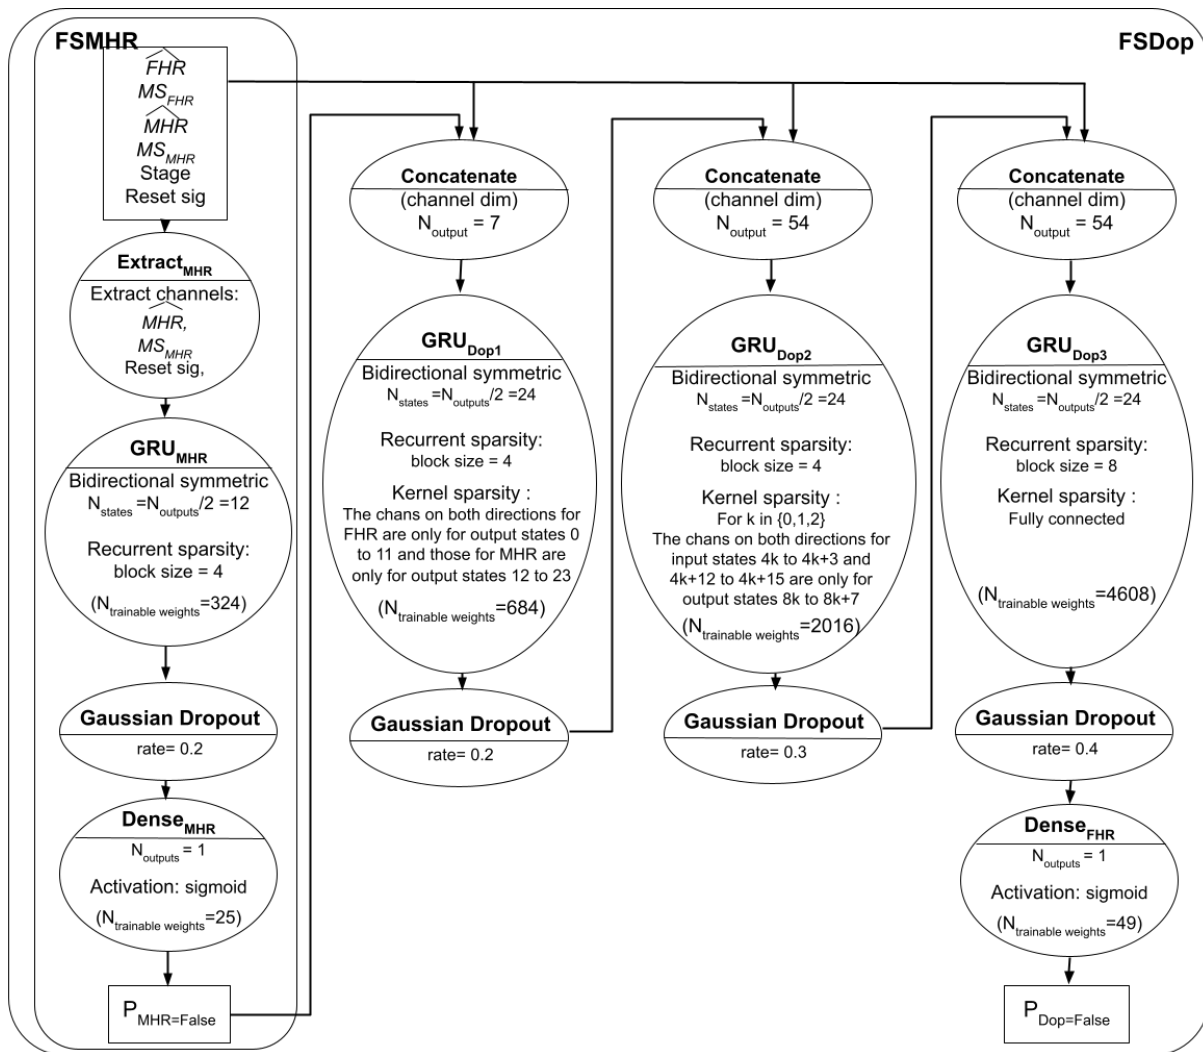 FSMHR
FSDop
FHR
MS_FHR
MHR
MS_MHR
Stage
Reset sig
Extract_MHR
Extract channels:
MHR,
MS_MHR
Reset sig,
GRU_MHR
Bidirectional symmetric
N_states =N_outputs/2 =12
Recurrent sparsity:
block size = 4
(N_trainable weights=324)
Gaussian Dropout
rate= 0.2
Dense_MHR
N_outputs = 1
Activation: sigmoid
(N_trainable weights=25)
P_MHR=False
Concatenate
(channel dim)
N_output = 7
GRU_Dop1
Bidirectional symmetric
N_states =N_outputs/2 =24
Recurrent sparsity:
block size = 4
Kernel sparsity :
The chans on both directions for
FHR are only for output states 0
to 11 and those for MHR are
only for output states 12 to 23
(N_trainable weights=684)
Gaussian Dropout
rate= 0.2
Concatenate
(channel dim)
N_output = 54
GRU_Dop2
Bidirectional symmetric
N_states =N_outputs/2 =24
Recurrent sparsity:
block size = 4
Kernel sparsity :
For k in {0,1,2}
The chans on both directions for
input states 4k to 4k+3 and
4k+12 to 4k+15 are only for
output states 8k to 8k+7
(N_trainable weights=2016)
Gaussian Dropout
rate= 0.3
Concatenate
(channel dim)
N_output = 54
GRU_Dop3
Bidirectional symmetric
N_states =N_outputs/2 =24
Recurrent sparsity:
block size = 8
Kernel sparsity :
Fully connected
(N_trainable weights=4608)
Gaussian Dropout
rate= 0.4
Dense_FHR
N_outputs = 1
Activation: sigmoid
(N_trainable weights=49)
P_Dop=False